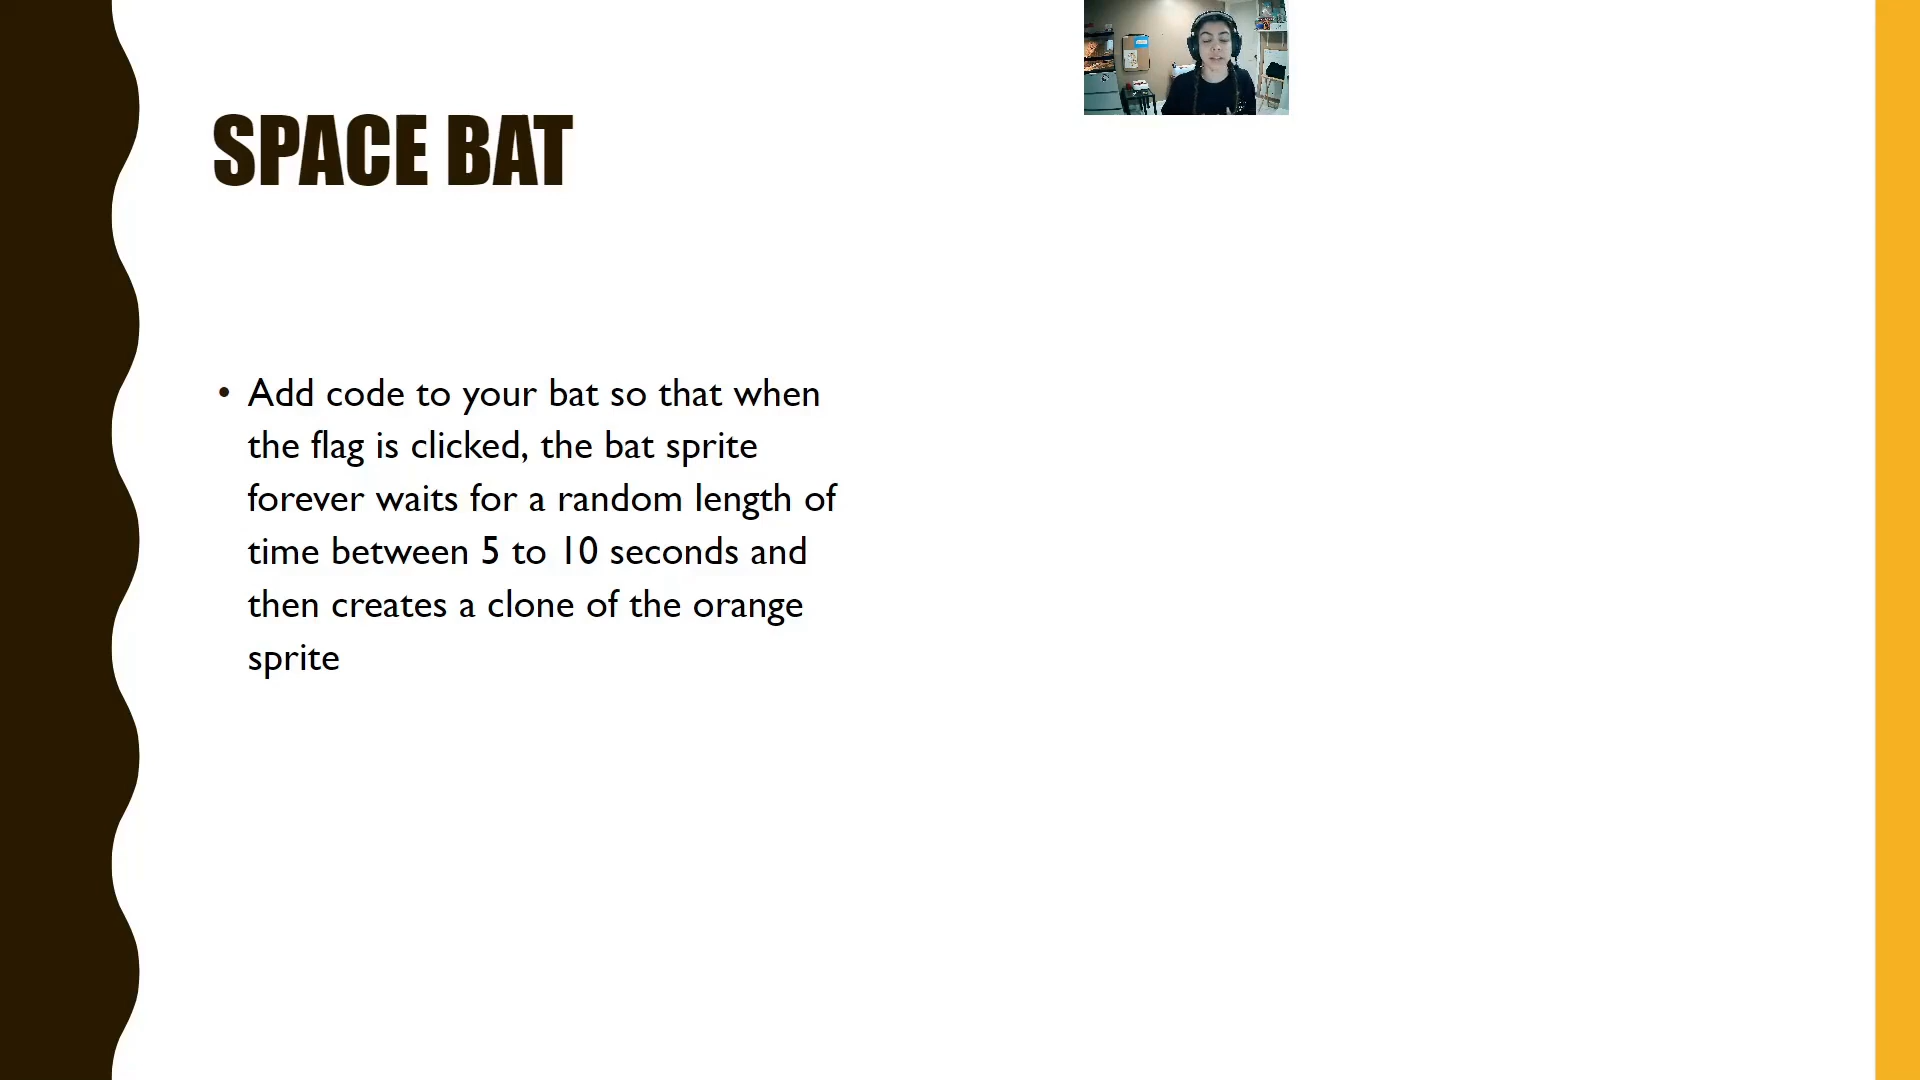 SPACE BAT
• Add code to your bat so that when
the flag is clicked, the bat sprite
forever waits for a random length of
time between 5 to 10 seconds and
then creates a clone of the orange
sprite